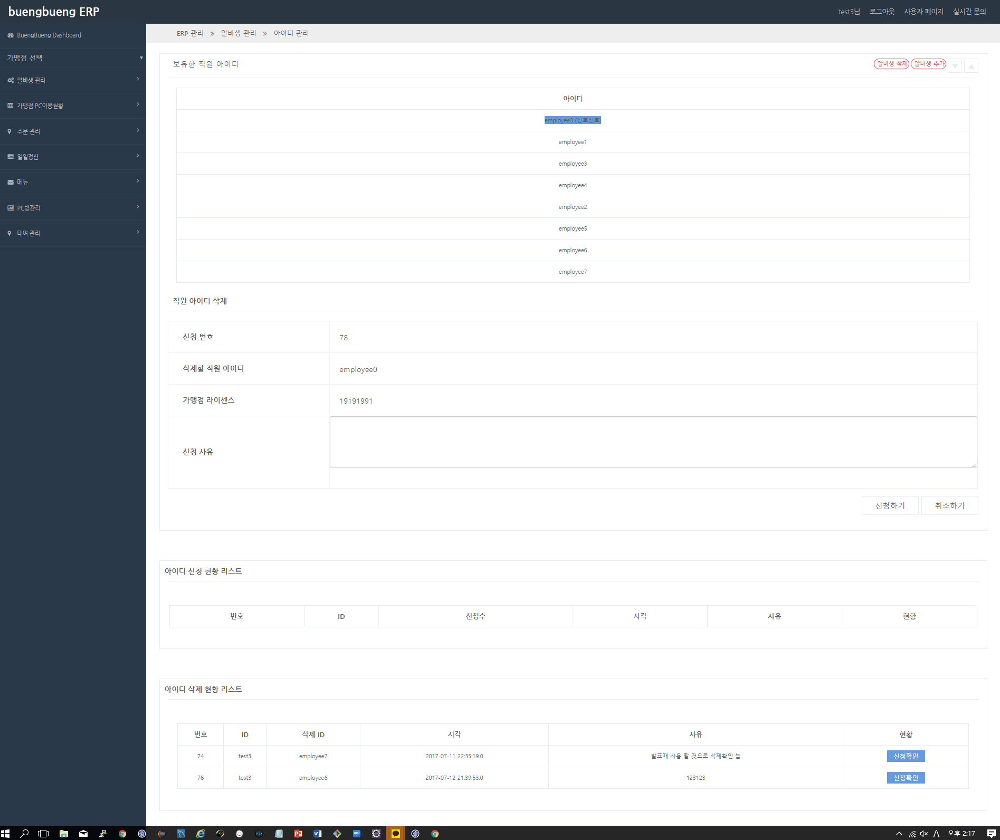 buengbueng ERP
test3님 로그아웃 사용자 페이지 실시간 문의
BuengBueng Dashboard
가맹점 선택
알바생 관리
가맹점 PC이용현황
주문 관리
일일정산
메뉴
PC방관리
대여 관리
ERP 관리 » 알바생 관리 » 아이디 관리
보유한 직원 아이디
알바생 삭제 알바생 추가
아이디
employee0 (선호선호)
employee1
employee3
employee4
employee2
employee5
employee6
employee7
직원 아이디 삭제
신청 번호 78
삭제할 직원 아이디 employee0
가맹점 라이센스 19191991
신청 사유
신청하기 취소하기
아이디 신청 현황 리스트
번호 ID 신청수 시각 사유 현황
아이디 삭제 현황 리스트
번호 ID 삭제 ID 시각 사유 현황
74 test3 employee7 2017-07-11 22:35:19.0 발표때 사용 할 것으로 삭제확인 놉 신청확인
76 test3 employee6 2017-07-12 21:39:53.0 123123 신청확인
A 오후 2:17